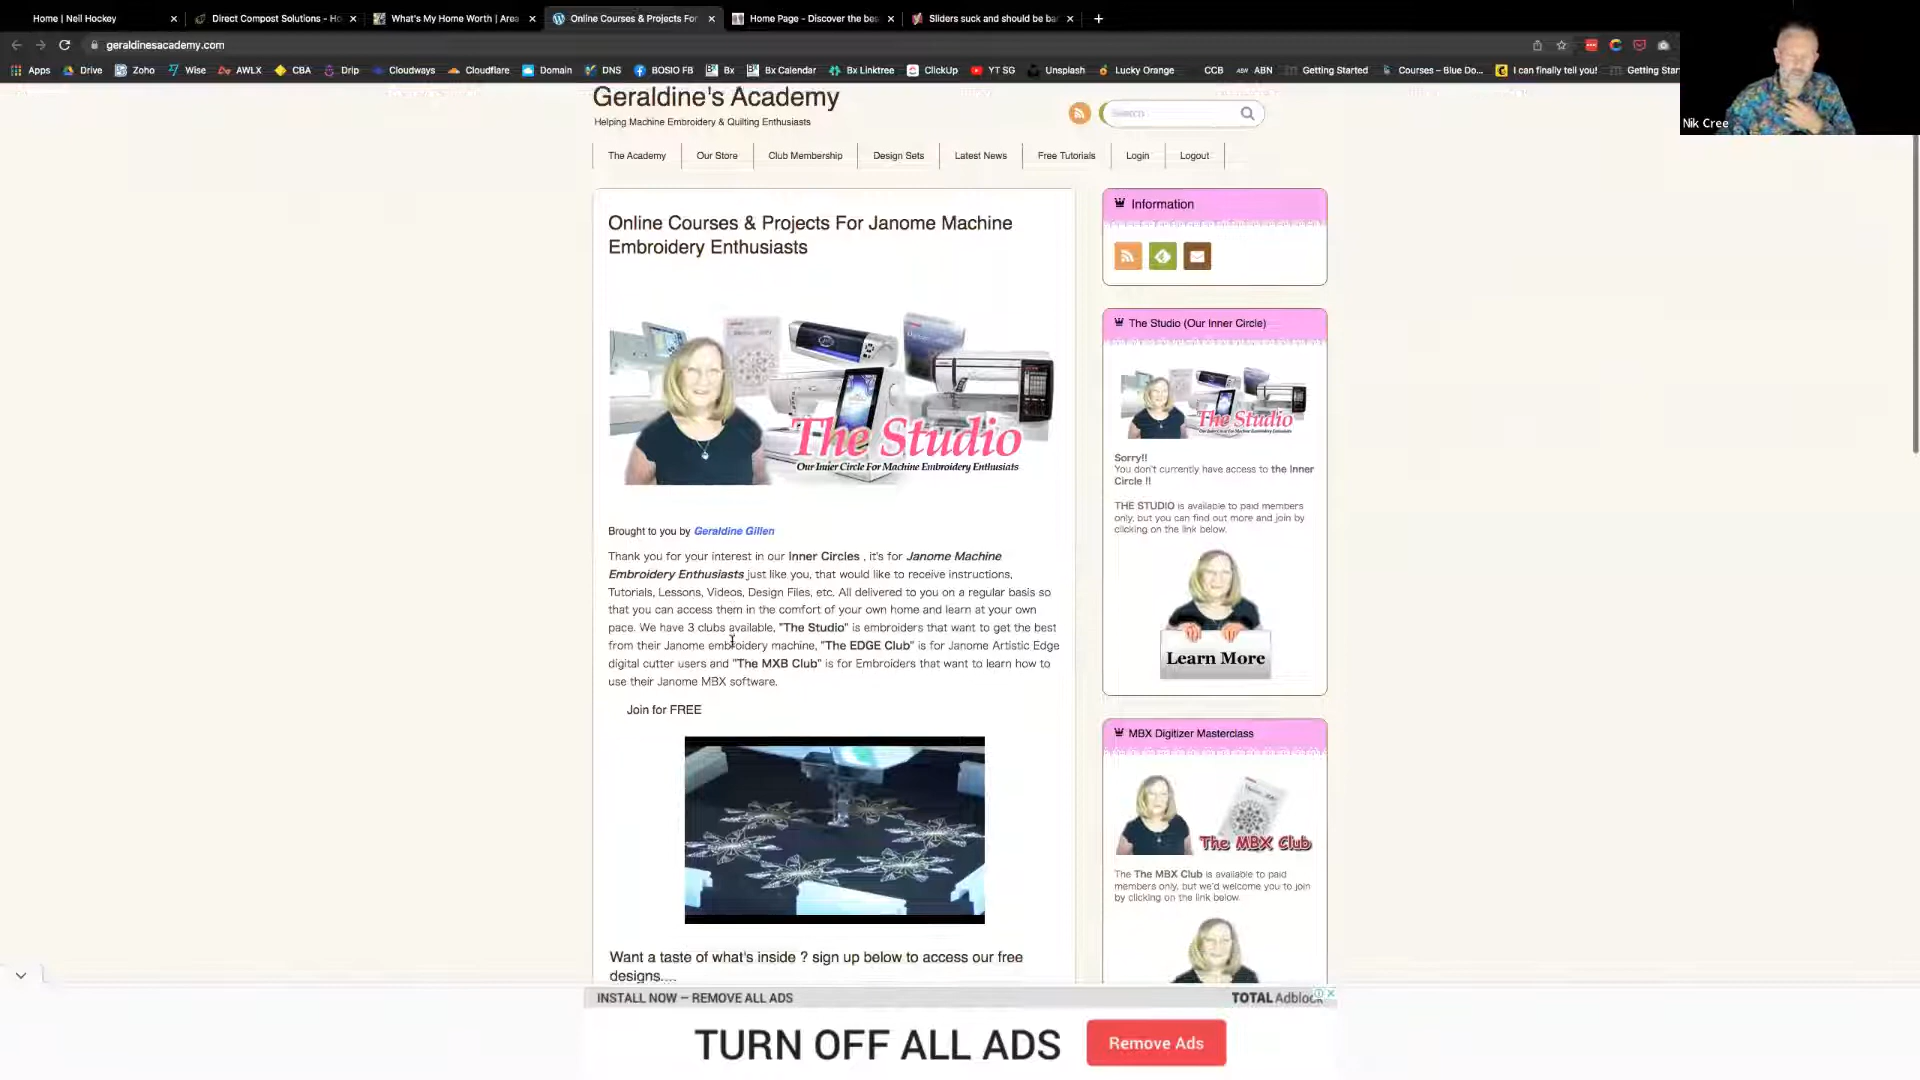 Home | Neil Hockey
Direct Compost Solutions - Ho
What's My Home Worth | Area
Online Courses & Projects For
Home Page - Discover the bes
Sliders suck and should be ba
geraldinesacademy.com
Apps Drive Zoho Wise AWLX CBA Drip Cloudways Cloudflare Domain DNS BOSIO FB Bx Bx Calendar Bx Linktree ClickUp YT SG Unsplash Lucky Orange CCB ABN Getting Started Courses – Blue Do... I can finally tell you! Getting Star
Nik Cree
Geraldine's Academy
Helping Machine Embroidery & Quilting Enthusiasts
Search
The Academy Our Store Club Membership Design Sets Latest News Free Tutorials Login Logout
Online Courses & Projects For Janome Machine
Embroidery Enthusiasts
The Studio
Our Inner Circle For Machine Embroidery Enthusiats
Brought to you by Geraldine Gillen
Thank you for your interest in our Inner Circles , it's for Janome Machine
Embroidery Enthusiasts just like you, that would like to receive instructions,
Tutorials, Lessons, Videos, Design Files, etc. All delivered to you on a regular basis so
that you can access them in the comfort of your own home and learn at your own
pace. We have 3 clubs available, "The Studio" is embroiders that want to get the best
from their Janome embroidery machine, "The EDGE Club" is for Janome Artistic Edge
digital cutter users and "The MXB Club" is for Embroiders that want to learn how to
use their Janome MBX software.
Join for FREE
Want a taste of what's inside ? sign up below to access our free
designs....
Information
The Studio (Our Inner Circle)
The Studio
Sorry!!
You don't currently have access to the Inner
Circle !!
THE STUDIO is available to paid members
only, but you can find out more and join by
clicking on the link below.
Learn More
MBX Digitizer Masterclass
The MBX Club
The The MBX Club is available to paid
members only, but we'd welcome you to join
by clicking on the link below
INSTALL NOW – REMOVE ALL ADS
TOTAL Adblock
TURN OFF ALL ADS
Remove Ads